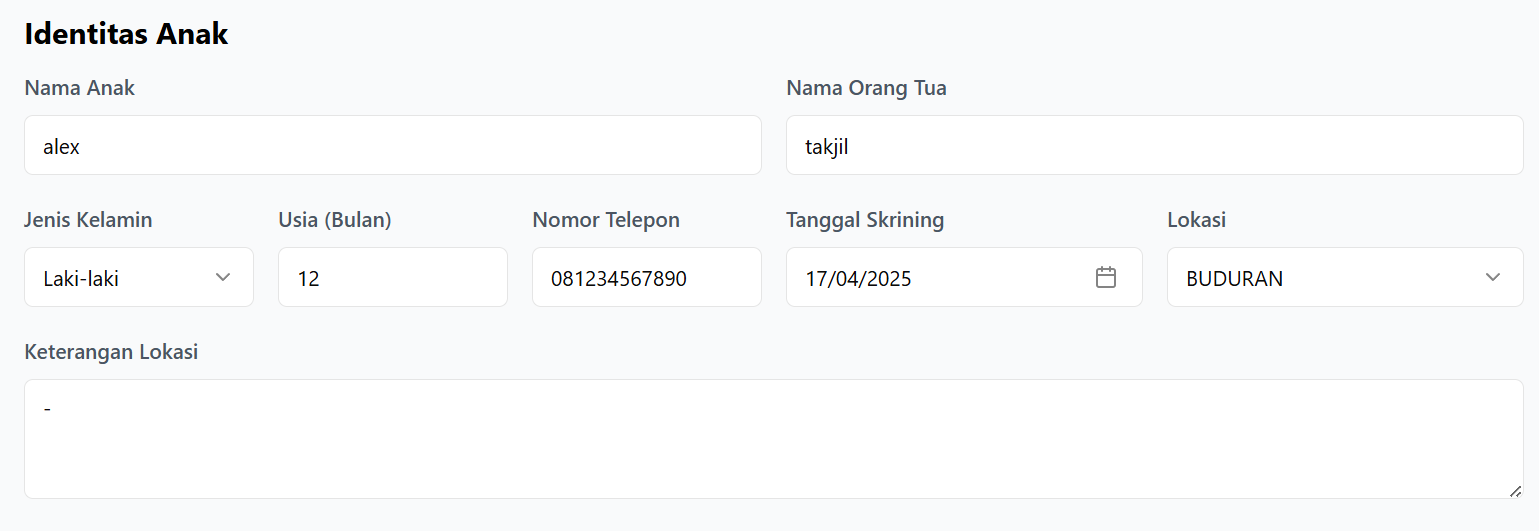 Identitas Anak
Nama Anak
Nama Orang Tua
alex
takjil
Jenis Kelamin
Usia (Bulan)
Nomor Telepon
Tanggal Skrining
Lokasi
Laki-laki
12
081234567890
17/04/2025
BUDURAN
Keterangan Lokasi
-